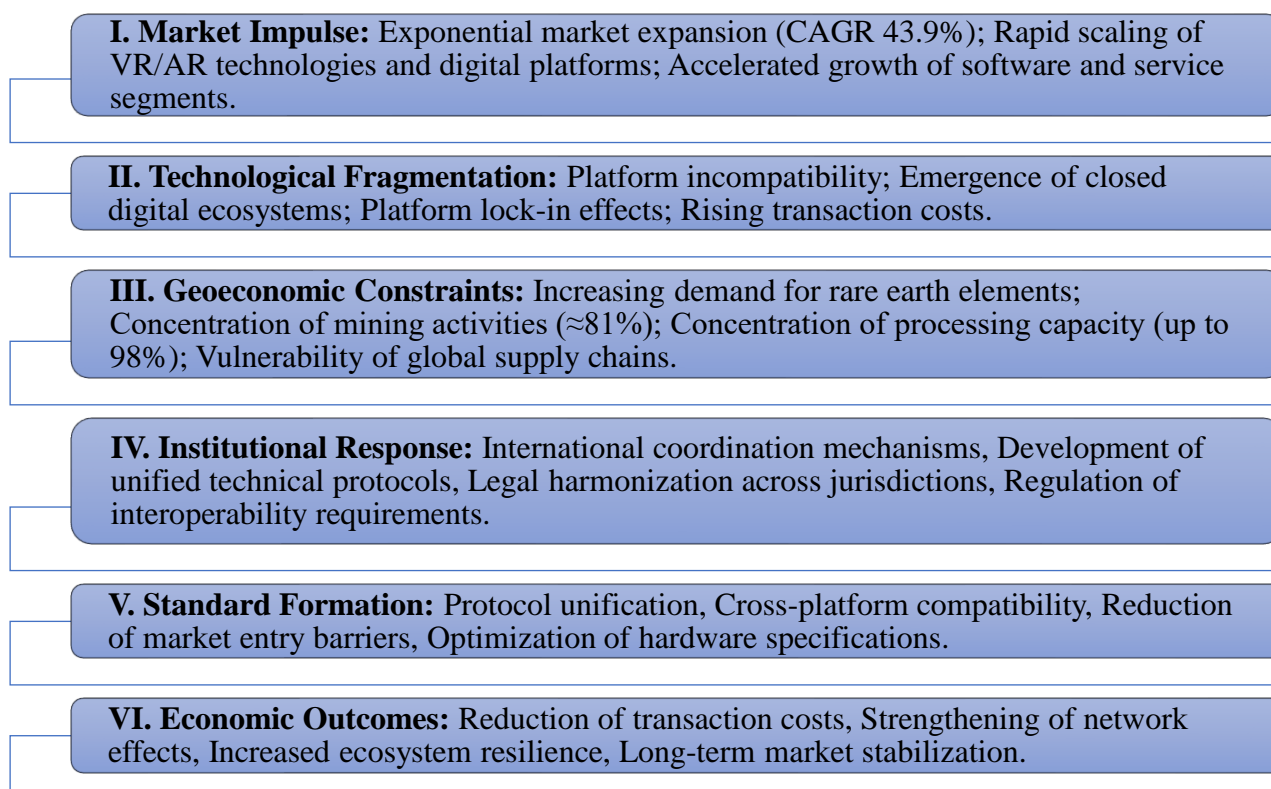 I. Market Impulse: Exponential market expansion (CAGR 43.9%); Rapid scaling of
VR/AR technologies and digital platforms; Accelerated growth of software and service
segments.
II. Technological Fragmentation: Platform incompatibility; Emergence of closed
digital ecosystems; Platform lock-in effects; Rising transaction costs.
III. Geoeconomic Constraints: Increasing demand for rare earth elements;
Concentration of mining activities (≈81%); Concentration of processing capacity (up to
98%); Vulnerability of global supply chains.
IV. Institutional Response: International coordination mechanisms, Development of
unified technical protocols, Legal harmonization across jurisdictions, Regulation of
interoperability requirements.
V. Standard Formation: Protocol unification, Cross-platform compatibility, Reduction
of market entry barriers, Optimization of hardware specifications.
VI. Economic Outcomes: Reduction of transaction costs, Strengthening of network
effects, Increased ecosystem resilience, Long-term market stabilization.